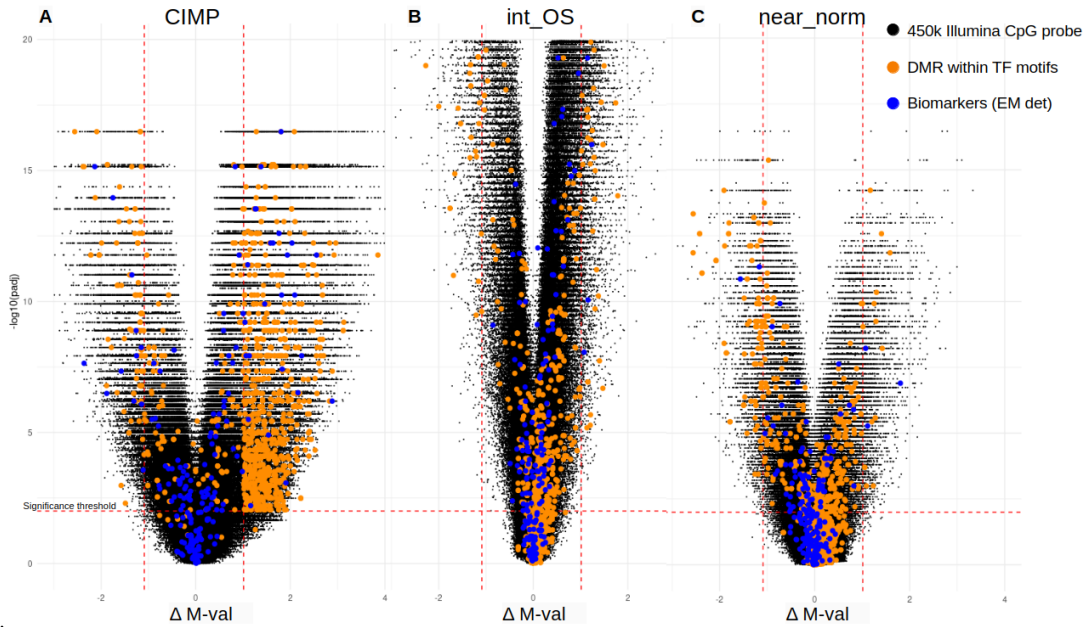 A
CIMP
B
int_OS
C
near_norm
450k Illumina CpG probe
DMR within TF motifs
Biomarkers (EM det)
20
15
10
5
0
-log10(padj)
Significance threshold
-2
0
2
4
-2
0
2
-2
0
2
4
Δ M-val
Δ M-val
Δ M-val